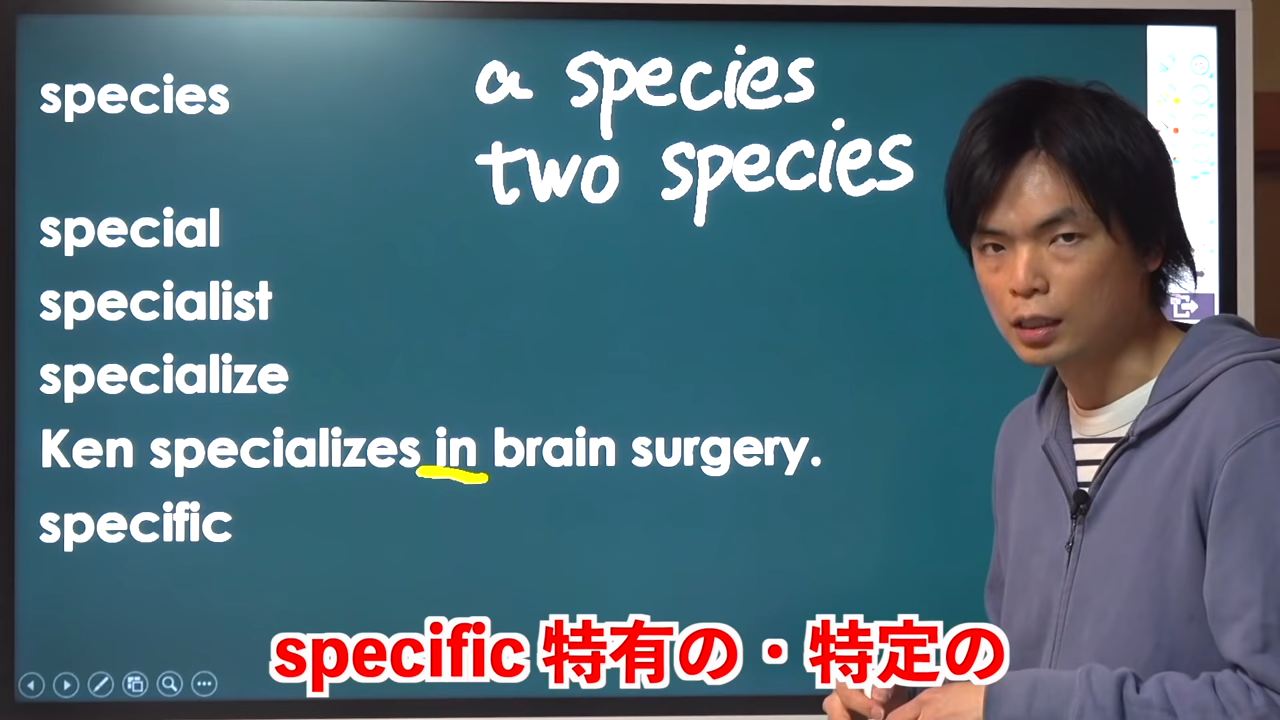 species
a species
two species
special
specialist
specialize
Ken specializes in brain surgery.
specific
specific 特有の・特定の